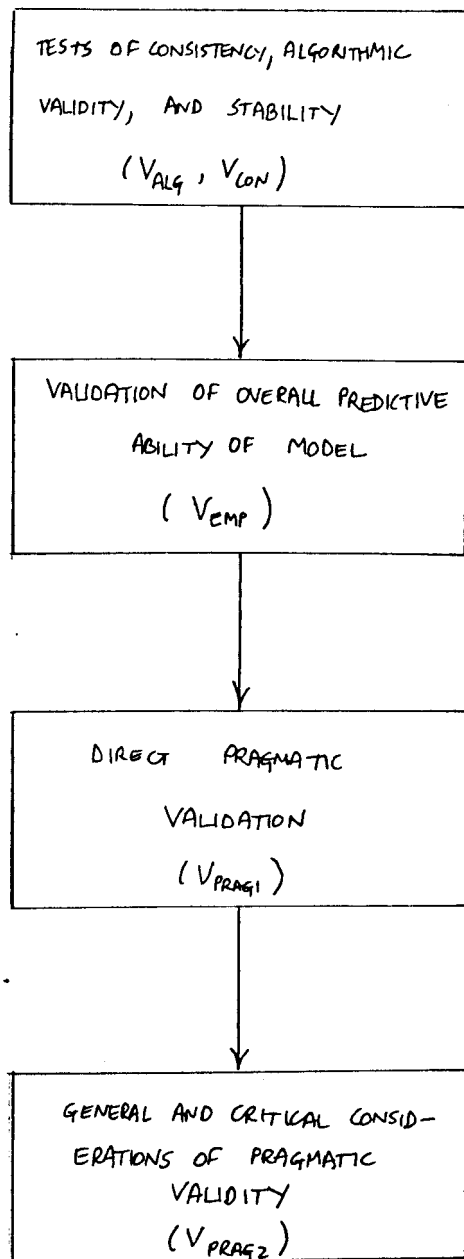 TESTS OF CONSISTENCY, ALGORITHMIC
VALIDITY, AND STABILITY
(V_ALG, V_CON)
VALIDATION OF OVERALL PREDICTIVE
ABILITY OF MODEL
(V_EMP)
DIRECT PRAGMATIC
VALIDATION
(V_PRAG1)
GENERAL AND CRITICAL CONSID-
ERATIONS OF PRAGMATIC
VALIDITY
(V_PRAG2)